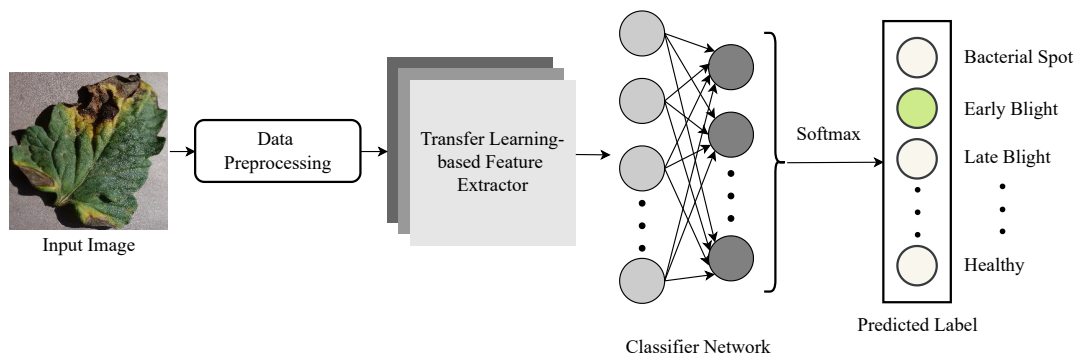 Input Image
Data
Preprocessing
Transfer Learning-
based Feature
Extractor
Classifier Network
Softmax
Bacterial Spot
Early Blight
Late Blight
Healthy
Predicted Label